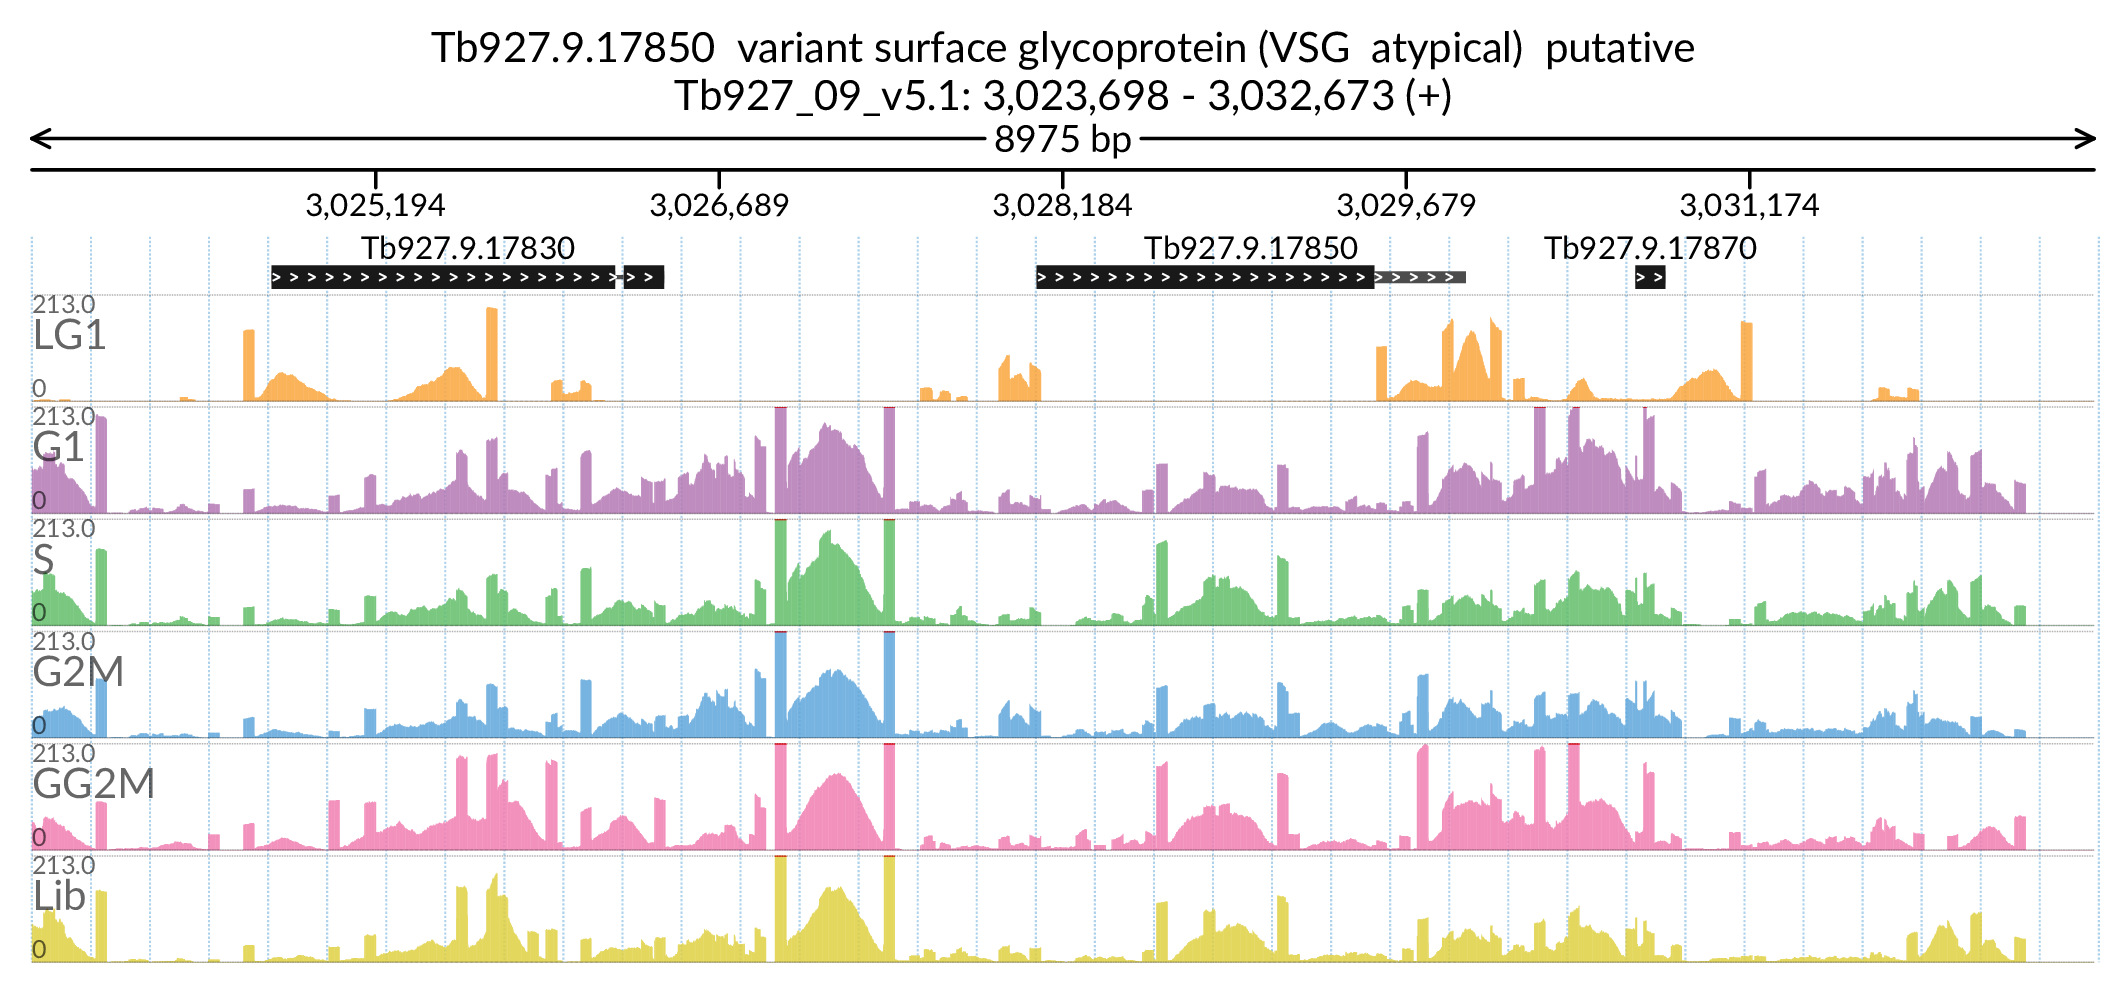 Tb927.9.17850 variant surface glycoprotein (VSG atypical) putative
Tb927_09_v5.1: 3,023,698 - 3,032,673 (+)
8975 bp
3,025,194 3,026,689 3,028,184 3,029,679 3,031,174
Tb927.9.17830 Tb927.9.17850 Tb927.9.17870
213.0
LG1
0
213.0
G1
0
213.0
S
0
213.0
G2M
0
213.0
GG2M
0
213.0
Lib
0